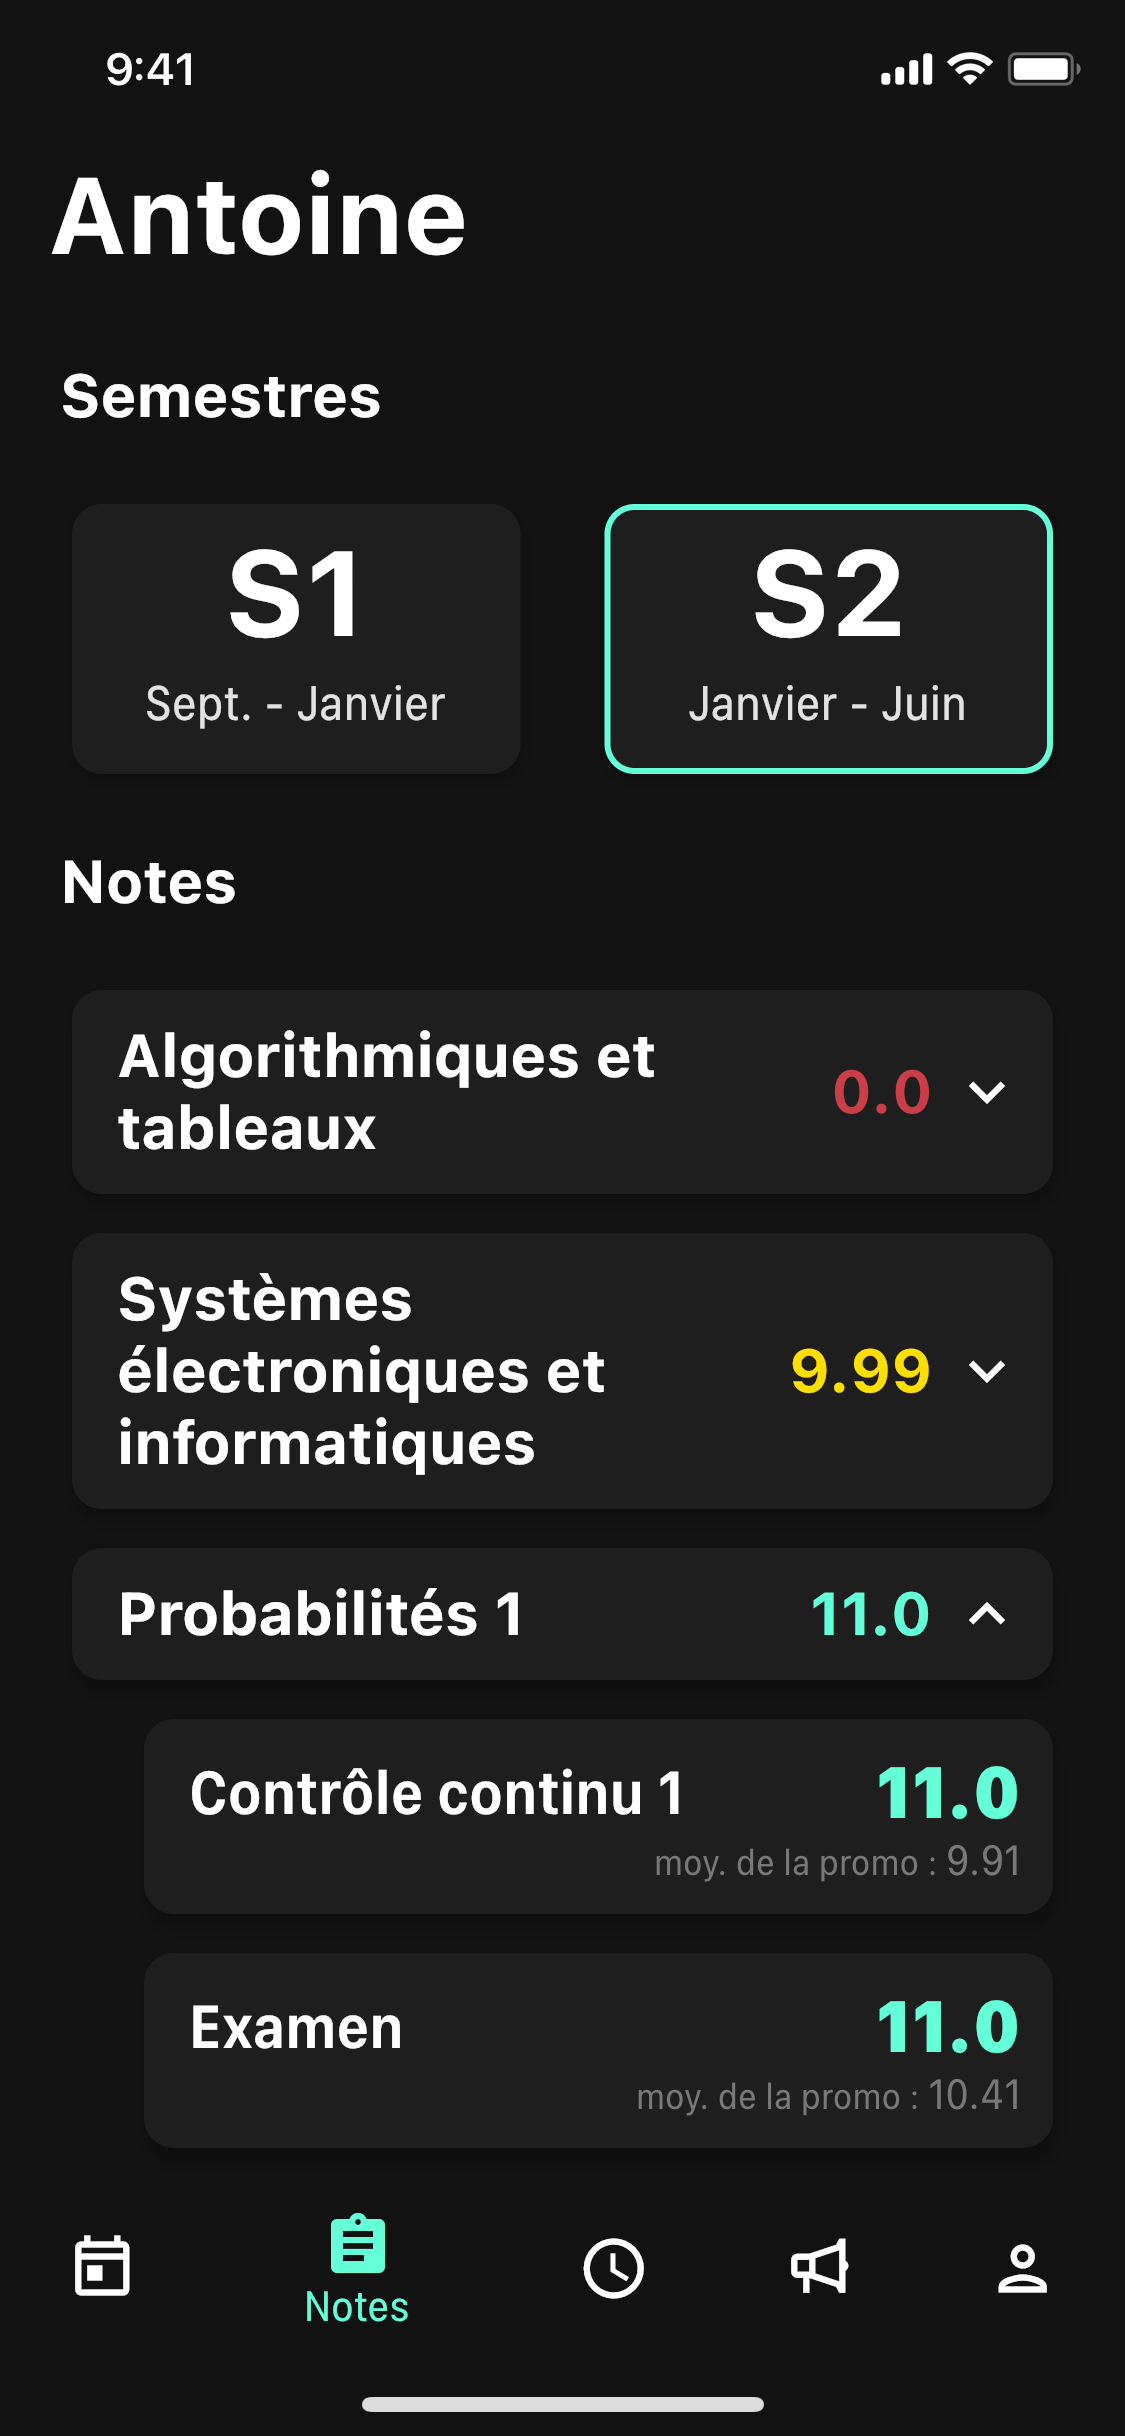 9:41
Antoine
Semestres
S1
Sept. - Janvier
S2
Janvier - Juin
Notes
Algorithmiques et
tableaux
0.0
Systèmes
électroniques et
informatiques
9.99
Probabilités 1
11.0
Contrôle continu 1
11.0
moy. de la promo : 9.91
Examen
11.0
moy. de la promo : 10.41
Notes